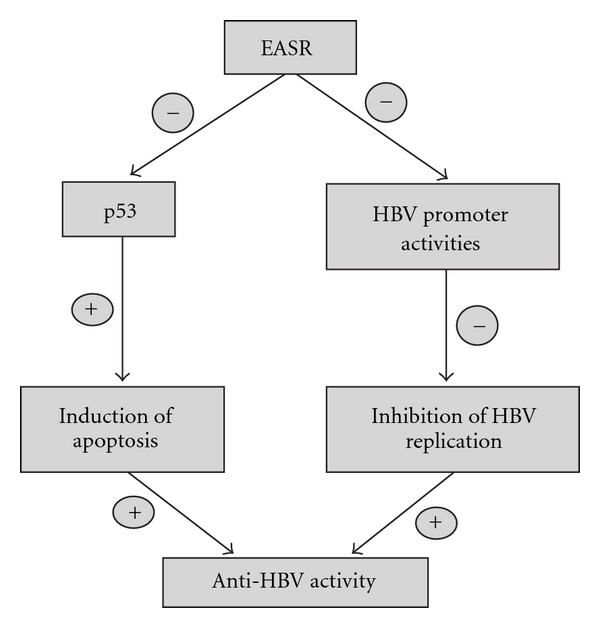 EASR
−
−
p53
HBV promoter
activities
+
−
Induction of
apoptosis
Inhibition of HBV
replication
+
+
Anti-HBV activity